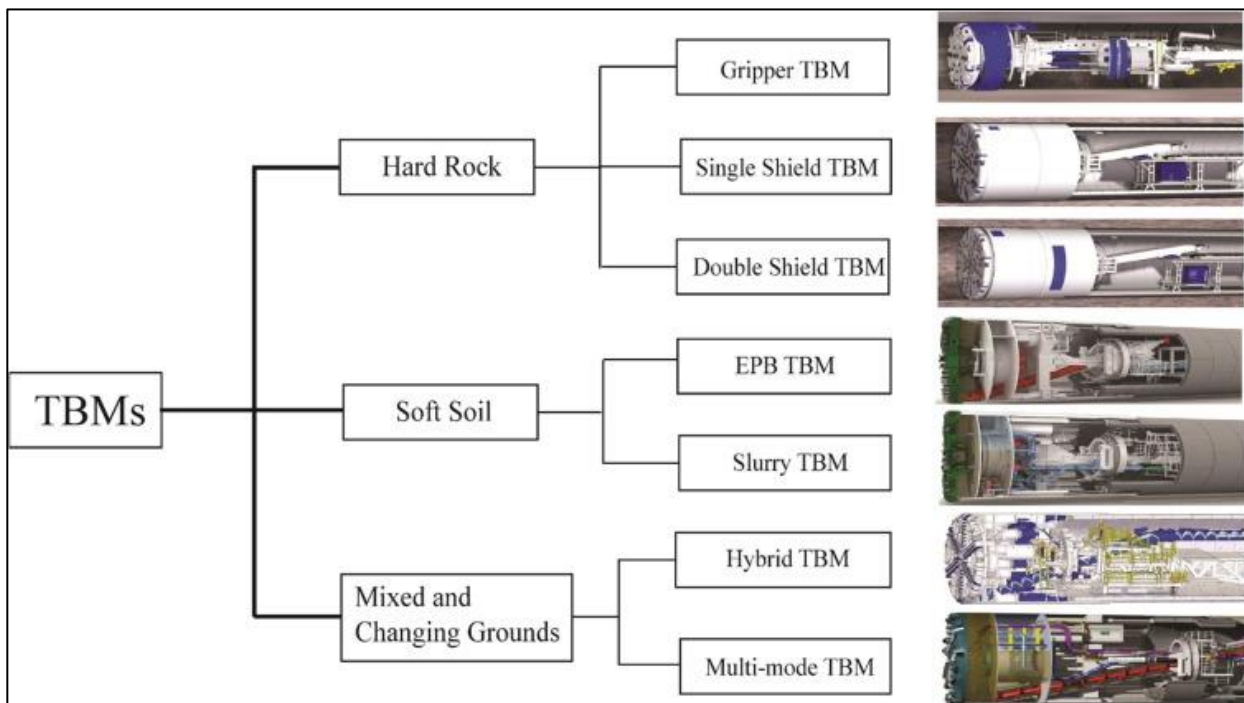 Gripper TBM
Hard Rock
Single Shield TBM
Double Shield TBM
TBMs
EPB TBM
Soft Soil
Slurry TBM
Hybrid TBM
Mixed and
Changing Grounds
Multi-mode TBM